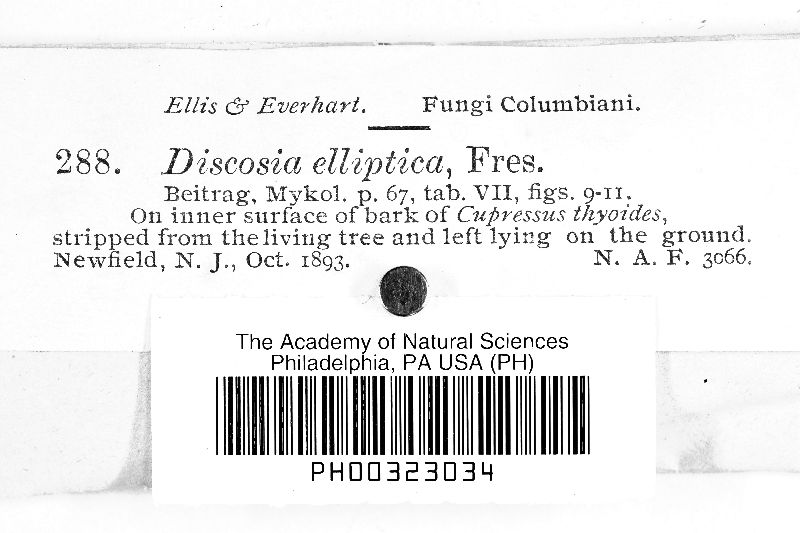 Ellis & Everhart. Fungi Columbiani.
288. Discosia elliptica, Fres.
Beitrag, Mykol. p. 67, tab. VII, figs. 9-11.
On inner surface of bark of Cupressus thyoides,
stripped from the living tree and left lying on the ground.
Newfield, N. J., Oct. 1893. N. A. F. 3066.
The Academy of Natural Sciences
Philadelphia, PA USA (PH)
PH00323034